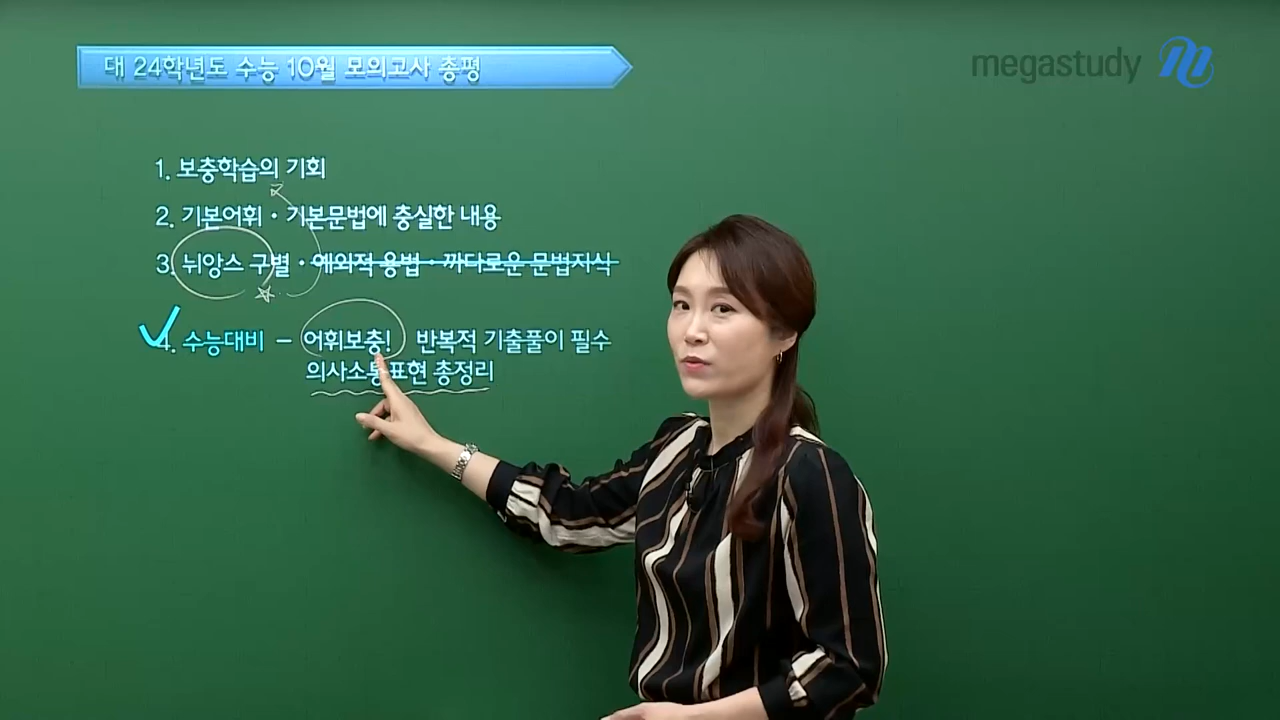 대 24학년도 수능 10월 모의고사 총평
megastudy
1. 보충학습의 기회
2. 기본어휘·기본문법에 충실한 내용
3. 뉘앙스 구별·예외적 용법·까다로운 문법지식
4. 수능대비 - 어휘보충! 반복적 기출풀이 필수
의사소통표현 총정리